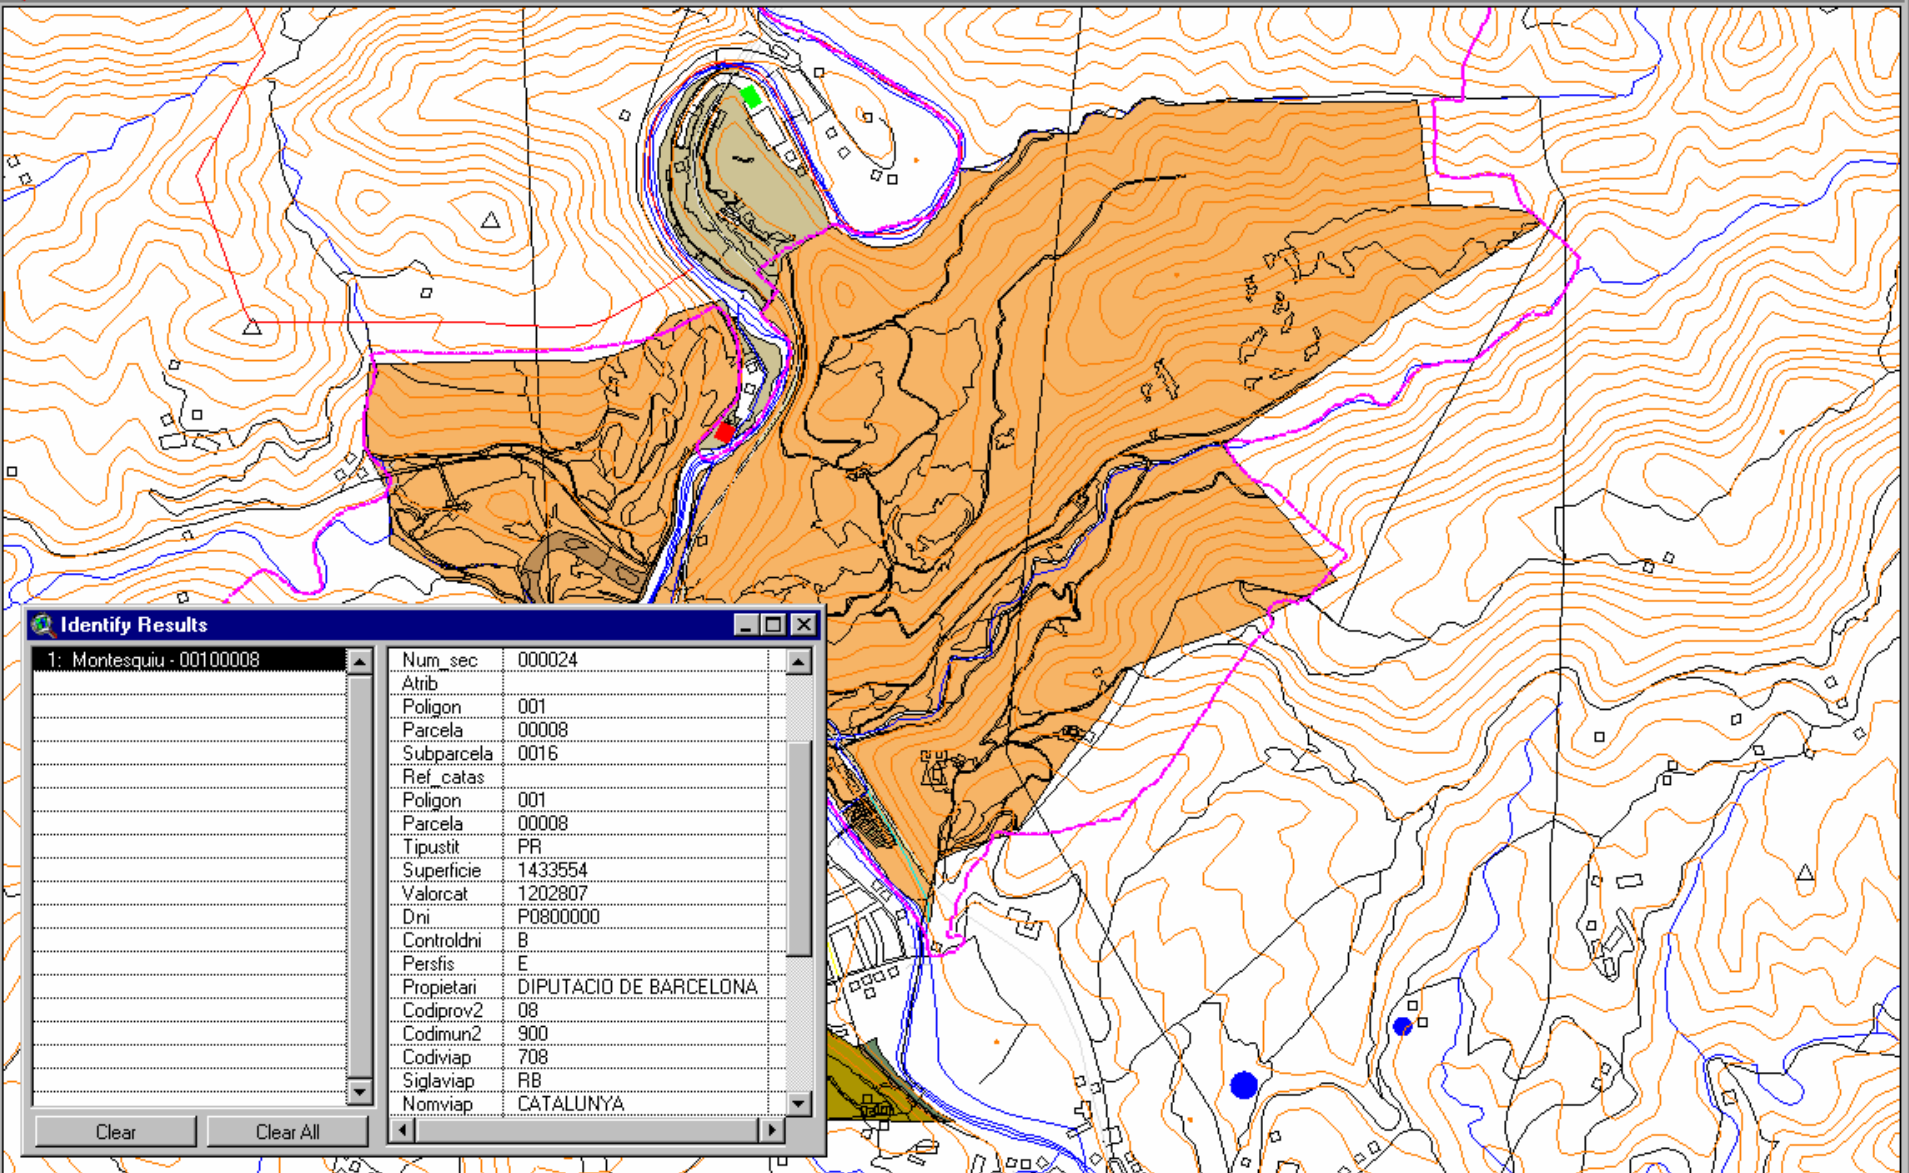 Identify Results
1: Montesquiu - 00100008
Num_sec 000024
Atrib
Poligon 001
Parcela 00008
Subparcela 0016
Ref_catas
Poligon 001
Parcela 00008
Tipustit PR
Superficie 1433554
Valorcat 1202807
Dni P0800000
Controldni B
Persfis E
Propietari DIPUTACIO DE BARCELONA
Codiprov2 08
Codimun2 900
Codiviap 708
Siglaviap RB
Nomviap CATALUNYA
Clear Clear All